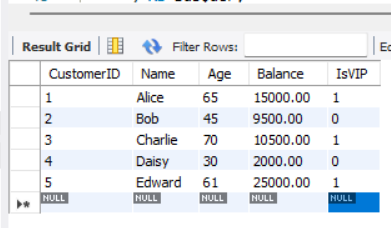 Result Grid Filter Rows: Ed
CustomerID Name Age Balance IsVIP
1 Alice 65 15000.00 1
2 Bob 45 9500.00 0
3 Charlie 70 10500.00 1
4 Daisy 30 2000.00 0
5 Edward 61 25000.00 1
NULL NULL NULL NULL NULL